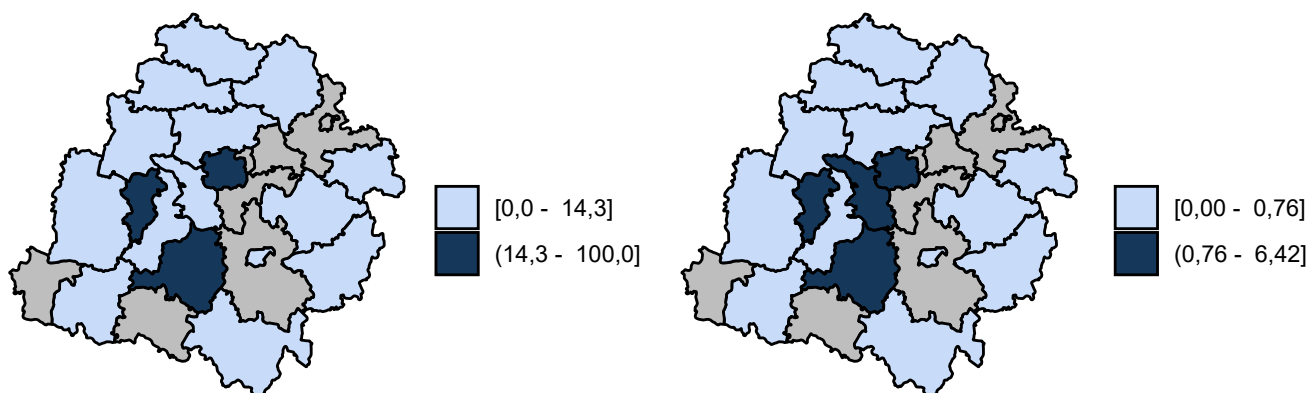 [0,0 -  14,3]
(14,3 -  100,0]
[0,00 -  0,76]
(0,76 -  6,42]